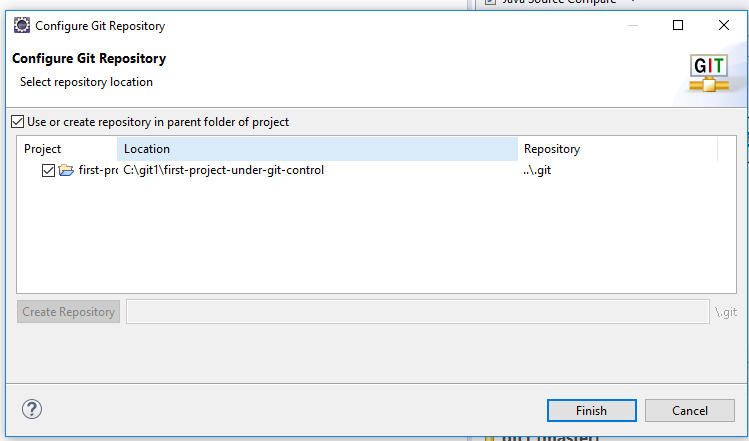 Java Source Compare
Configure Git Repository
Configure Git Repository
Select repository location
GIT
Use or create repository in parent folder of project
Project Location Repository
first-pr C:\git1\first-project-under-git-control ..\.git
Create Repository \.git
? Finish Cancel